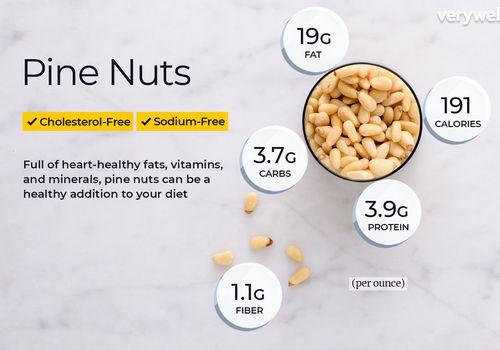 verywel
Pine Nuts
✓ Cholesterol-Free ✓ Sodium-Free
Full of heart-healthy fats, vitamins,
and minerals, pine nuts can be a
healthy addition to your diet
19G
FAT
191
CALORIES
3.7G
CARBS
3.9G
PROTEIN
1.1G
FIBER
(per ounce)